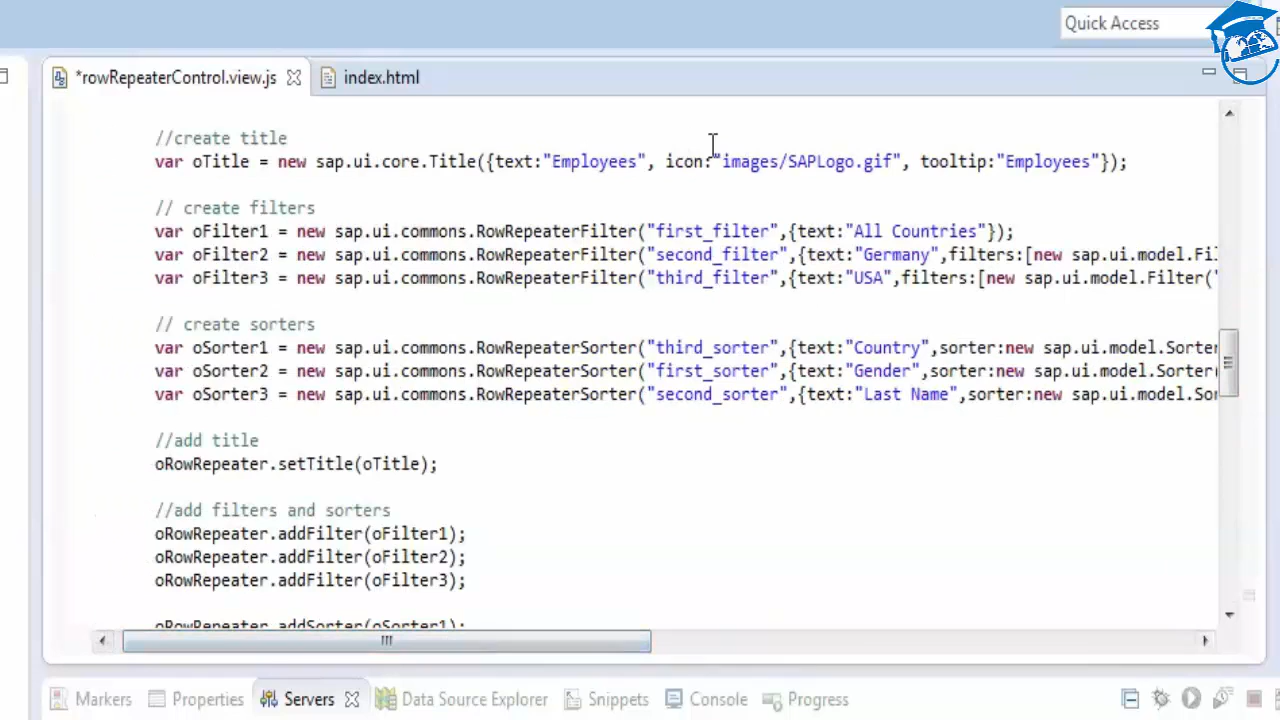 Quick Access
*rowRepeaterControl.view.js index.html
//create title
var oTitle = new sap.ui.core.Title({text:"Employees", icon:"images/SAPLogo.gif", tooltip:"Employees"});
// create filters
var oFilter1 = new sap.ui.commons.RowRepeaterFilter("first_filter",{text:"All Countries"});
var oFilter2 = new sap.ui.commons.RowRepeaterFilter("second_filter",{text:"Germany",filters:[new sap.ui.model.Fil
var oFilter3 = new sap.ui.commons.RowRepeaterFilter("third_filter",{text:"USA",filters:[new sap.ui.model.Filter("
// create sorters
var oSorter1 = new sap.ui.commons.RowRepeaterSorter("third_sorter",{text:"Country",sorter:new sap.ui.model.Sorter
var oSorter2 = new sap.ui.commons.RowRepeaterSorter("first_sorter",{text:"Gender",sorter:new sap.ui.model.Sorter(
var oSorter3 = new sap.ui.commons.RowRepeaterSorter("second_sorter",{text:"Last Name",sorter:new sap.ui.model.Sor
//add title
oRowRepeater.setTitle(oTitle);
//add filters and sorters
oRowRepeater.addFilter(oFilter1);
oRowRepeater.addFilter(oFilter2);
oRowRepeater.addFilter(oFilter3);
oRowRepeater.addSorter(oSorter1);
Markers Properties Servers Data Source Explorer Snippets Console Progress